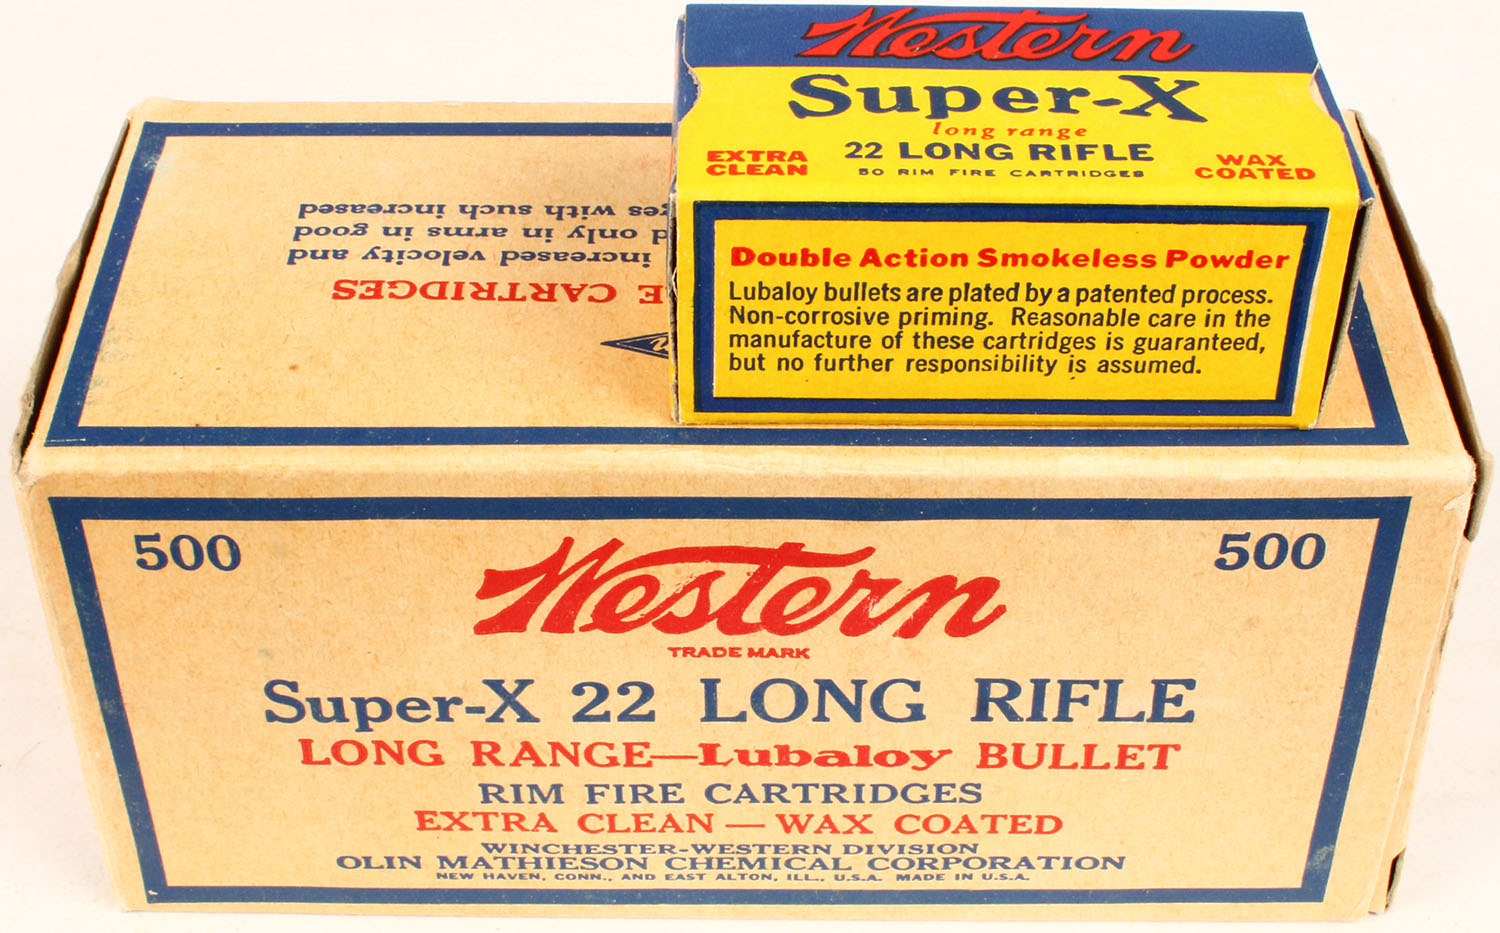 Western
Super-X
long range
22 LONG RIFLE
50 RIM FIRE CARTRIDGES
EXTRA
CLEAN
WAX
COATED
Double Action Smokeless Powder
Lubaloy bullets are plated by a patented process.
Non-corrosive priming. Reasonable care in the
manufacture of these cartridges is guaranteed,
but no further responsibility is assumed.
CARTRIDGES
increased velocity and
only in arms in good
with such increased
500
500
Western
TRADE MARK
Super-X 22 LONG RIFLE
LONG RANGE—Lubaloy BULLET
RIM FIRE CARTRIDGES
EXTRA CLEAN — WAX COATED
WINCHESTER-WESTERN DIVISION
OLIN MATHIESON CHEMICAL CORPORATION
NEW HAVEN, CONN., AND EAST ALTON, ILL., U.S.A. MADE IN U.S.A.